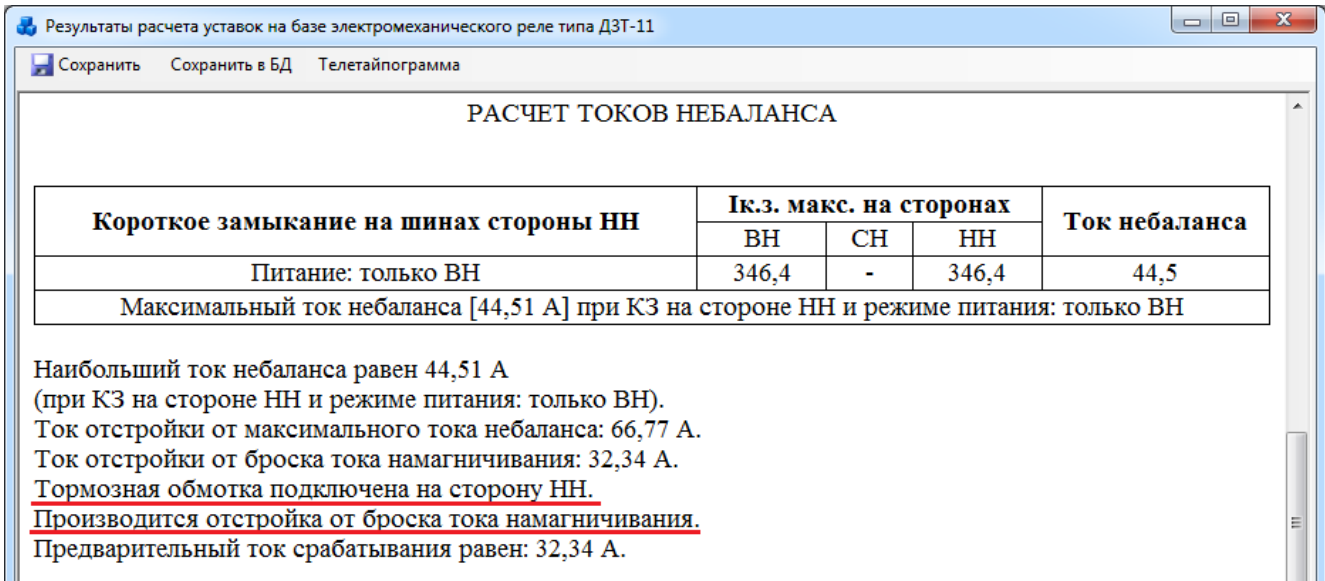 Результаты расчета уставок на базе электромеханического реле типа ДЗТ-11
Сохранить Сохранить в БД Телетайпограмма
РАСЧЕТ ТОКОВ НЕБАЛАНСА
Короткое замыкание на шинах стороны НН Iк.з. макс. на сторонах Ток небаланса
ВН СН НН
Питание: только ВН 346,4 - 346,4 44,5
Максимальный ток небаланса [44,51 А] при КЗ на стороне НН и режиме питания: только ВН
Наибольший ток небаланса равен 44,51 А
(при КЗ на стороне НН и режиме питания: только ВН).
Ток отстройки от максимального тока небаланса: 66,77 А.
Ток отстройки от броска тока намагничивания: 32,34 А.
Тормозная обмотка подключена на сторону НН.
Производится отстройка от броска тока намагничивания.
Предварительный ток срабатывания равен: 32,34 А.